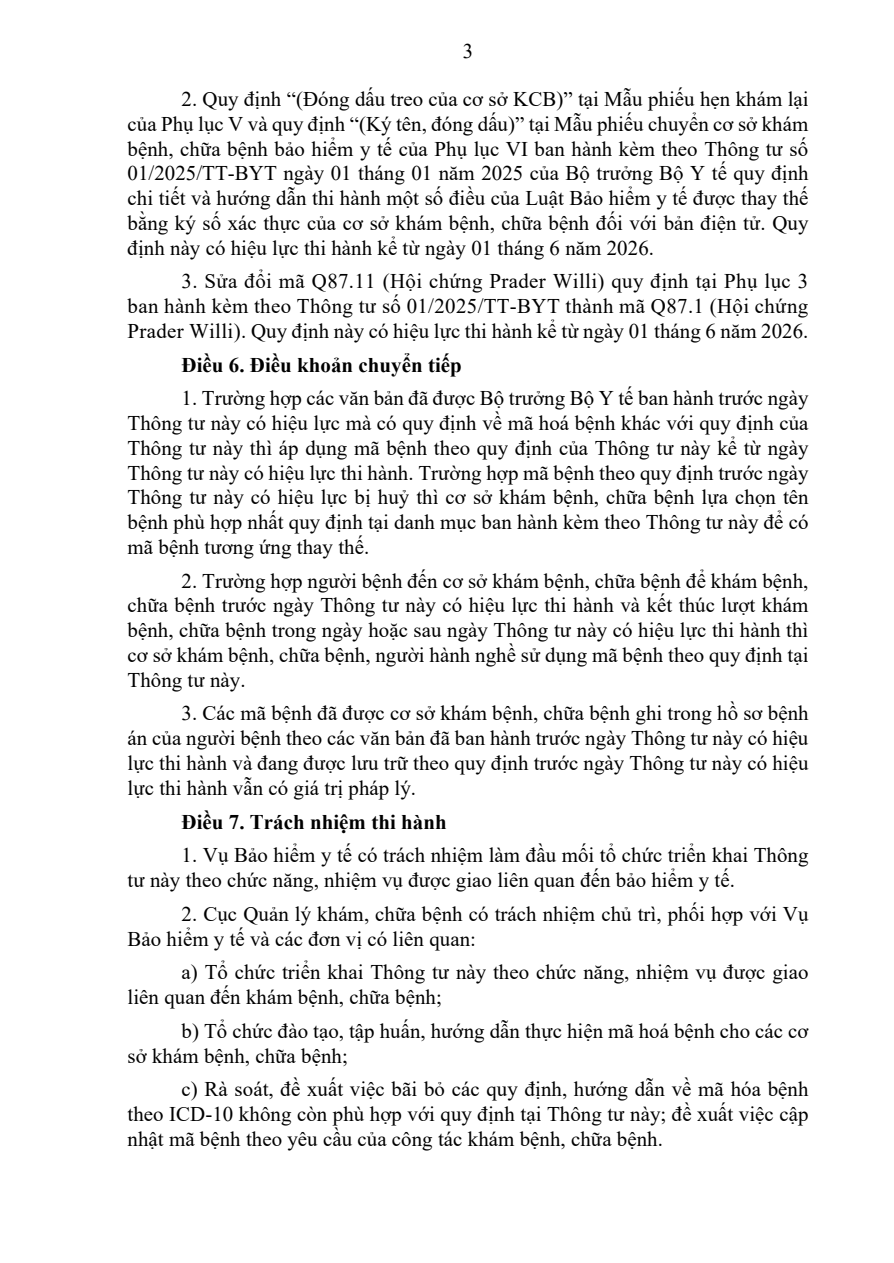 3
2. Quy định “(Đóng dấu treo của cơ sở KCB)” tại Mẫu phiếu hẹn khám lại
của Phụ lục V và quy định “(Ký tên, đóng dấu)” tại Mẫu phiếu chuyển cơ sở khám
bệnh, chữa bệnh bảo hiểm y tế của Phụ lục VI ban hành kèm theo Thông tư số
01/2025/TT-BYT ngày 01 tháng 01 năm 2025 của Bộ trưởng Bộ Y tế quy định
chi tiết và hướng dẫn thi hành một số điều của Luật Bảo hiểm y tế được thay thế
bằng ký số xác thực của cơ sở khám bệnh, chữa bệnh đối với bản điện tử. Quy
định này có hiệu lực thi hành kể từ ngày 01 tháng 6 năm 2026.
3. Sửa đổi mã Q87.11 (Hội chứng Prader Willi) quy định tại Phụ lục 3
ban hành kèm theo Thông tư số 01/2025/TT-BYT thành mã Q87.1 (Hội chứng
Prader Willi). Quy định này có hiệu lực thi hành kể từ ngày 01 tháng 6 năm 2026.
Điều 6. Điều khoản chuyển tiếp
1. Trường hợp các văn bản đã được Bộ trưởng Bộ Y tế ban hành trước ngày
Thông tư này có hiệu lực mà có quy định về mã hoá bệnh khác với quy định của
Thông tư này thì áp dụng mã bệnh theo quy định của Thông tư này kể từ ngày
Thông tư này có hiệu lực thi hành. Trường hợp mã bệnh theo quy định trước ngày
Thông tư này có hiệu lực bị huỷ thì cơ sở khám bệnh, chữa bệnh lựa chọn tên
bệnh phù hợp nhất quy định tại danh mục ban hành kèm theo Thông tư này để có
mã bệnh tương ứng thay thế.
2. Trường hợp người bệnh đến cơ sở khám bệnh, chữa bệnh để khám bệnh,
chữa bệnh trước ngày Thông tư này có hiệu lực thi hành và kết thúc lượt khám
bệnh, chữa bệnh trong ngày hoặc sau ngày Thông tư này có hiệu lực thi hành thì
cơ sở khám bệnh, chữa bệnh, người hành nghề sử dụng mã bệnh theo quy định tại
Thông tư này.
3. Các mã bệnh đã được cơ sở khám bệnh, chữa bệnh ghi trong hồ sơ bệnh
án của người bệnh theo các văn bản đã ban hành trước ngày Thông tư này có hiệu
lực thi hành và đang được lưu trữ theo quy định trước ngày Thông tư này có hiệu
lực thi hành vẫn có giá trị pháp lý.
Điều 7. Trách nhiệm thi hành
1. Vụ Bảo hiểm y tế có trách nhiệm làm đầu mối tổ chức triển khai Thông
tư này theo chức năng, nhiệm vụ được giao liên quan đến bảo hiểm y tế.
2. Cục Quản lý khám, chữa bệnh có trách nhiệm chủ trì, phối hợp với Vụ
Bảo hiểm y tế và các đơn vị có liên quan:
a) Tổ chức triển khai Thông tư này theo chức năng, nhiệm vụ được giao
liên quan đến khám bệnh, chữa bệnh;
b) Tổ chức đào tạo, tập huấn, hướng dẫn thực hiện mã hoá bệnh cho các cơ
sở khám bệnh, chữa bệnh;
c) Rà soát, đề xuất việc bãi bỏ các quy định, hướng dẫn về mã hóa bệnh
theo ICD-10 không còn phù hợp với quy định tại Thông tư này; đề xuất việc cập
nhật mã bệnh theo yêu cầu của công tác khám bệnh, chữa bệnh.